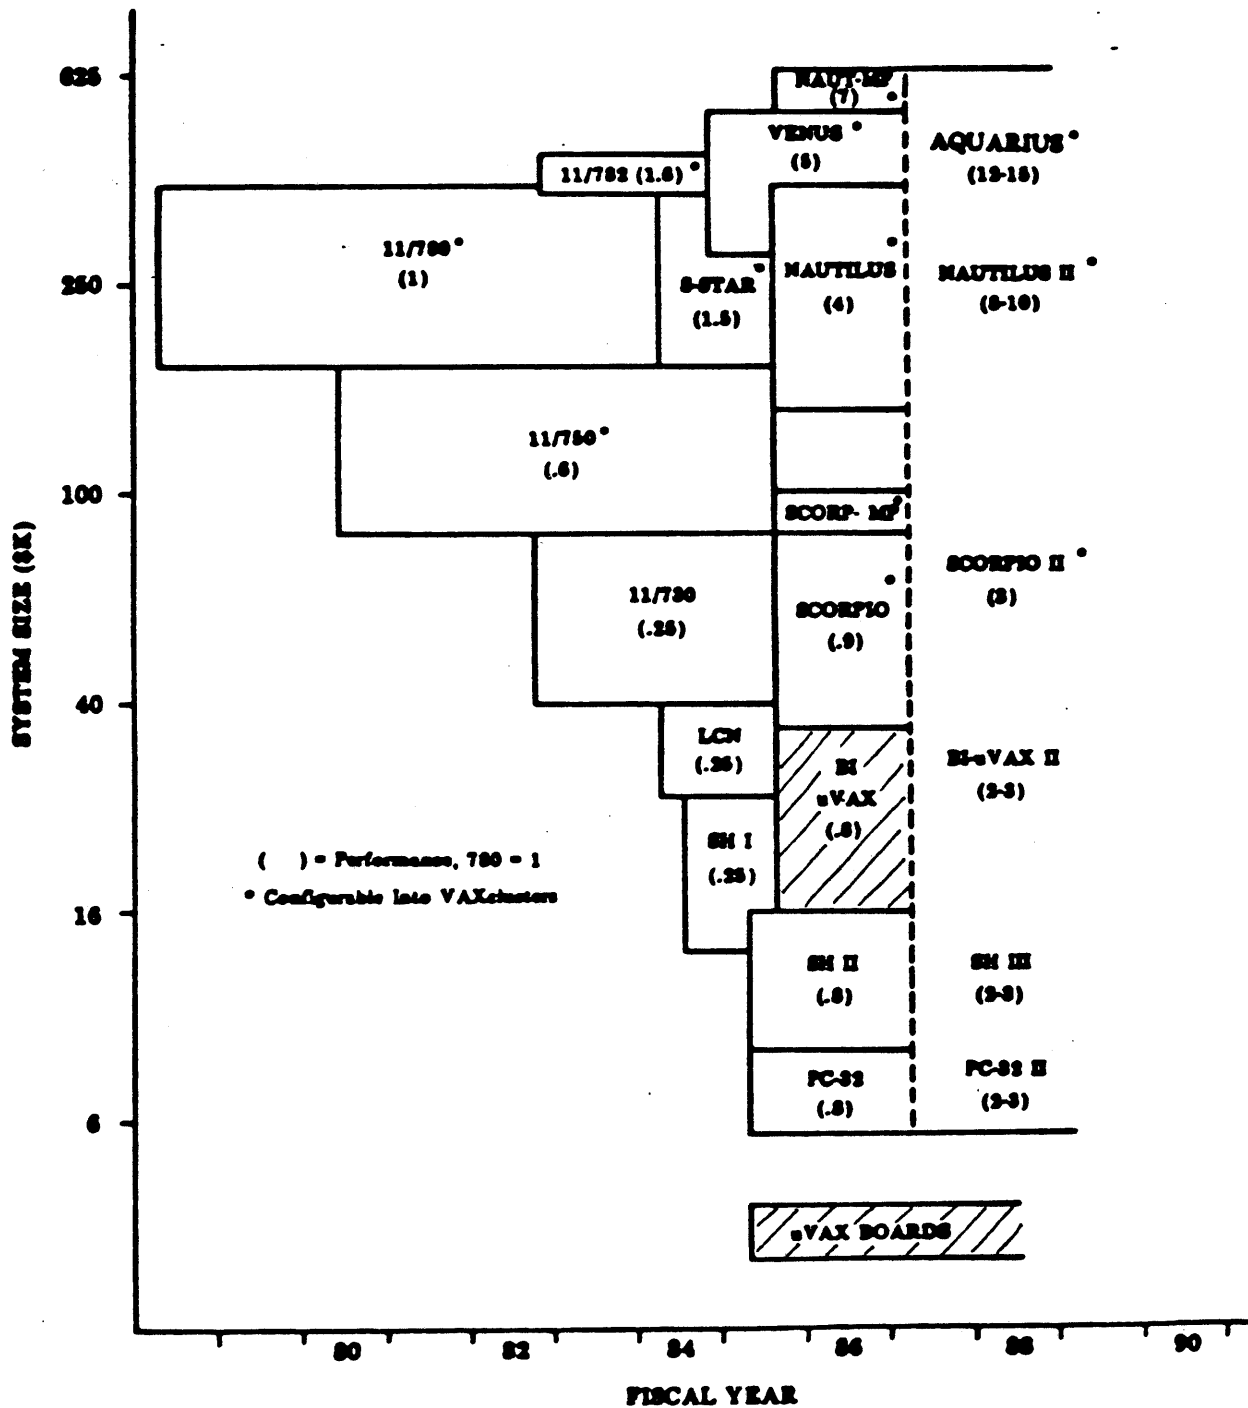 625
250
100
40
16
6
SYSTEM SIZE ($K)
NAUT-MP *
(7)
VENUS *
(5)
11/782 (1.6) *
11/780 *
(1)
S-STAR *
(1.5)
NAUTILUS *
(4)
AQUARIUS *
(12-15)
NAUTILUS II *
(8-10)
11/750 *
(.6)
SCORP- MP *
11/730
(.25)
SCORPIO *
(.9)
SCORPIO II *
(3)
LCN
(.25)
BI
uVAX
(.8)
BI-uVAX II
(2-3)
SH I
(.25)
( ) = Performance, 780 = 1
* Configurable Into VAXclusters
SH II
(.8)
SH III
(2-3)
PC-32
(.8)
PC-32 II
(2-3)
uVAX BOARDS
80 82 84 86 88 90
FISCAL YEAR